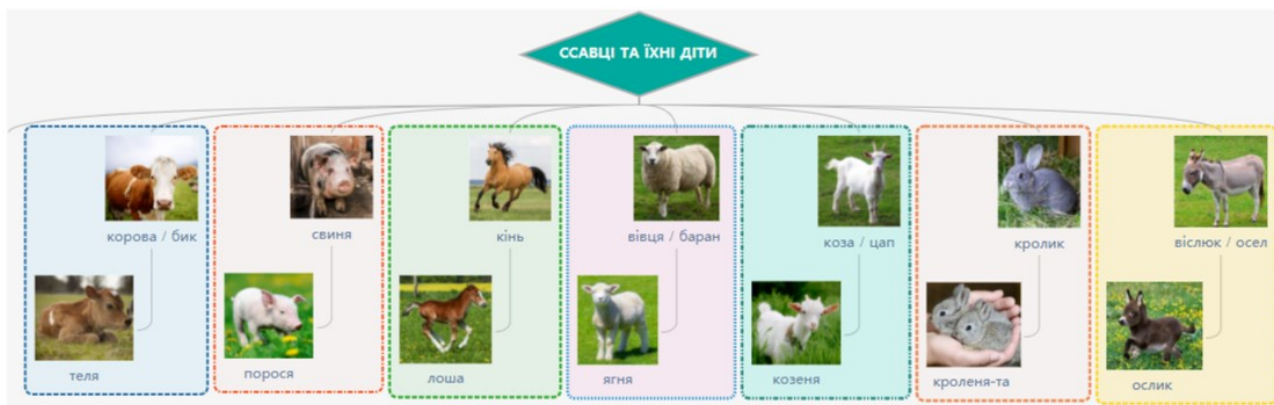 ССАВЦІ ТА ЇХНІ ДІТИ
корова / бик
теля
свиня
порося
кінь
лоша
вівця / баран
ягня
коза / цап
козеня
кролик
кроленя-та
віслюк / осел
ослик